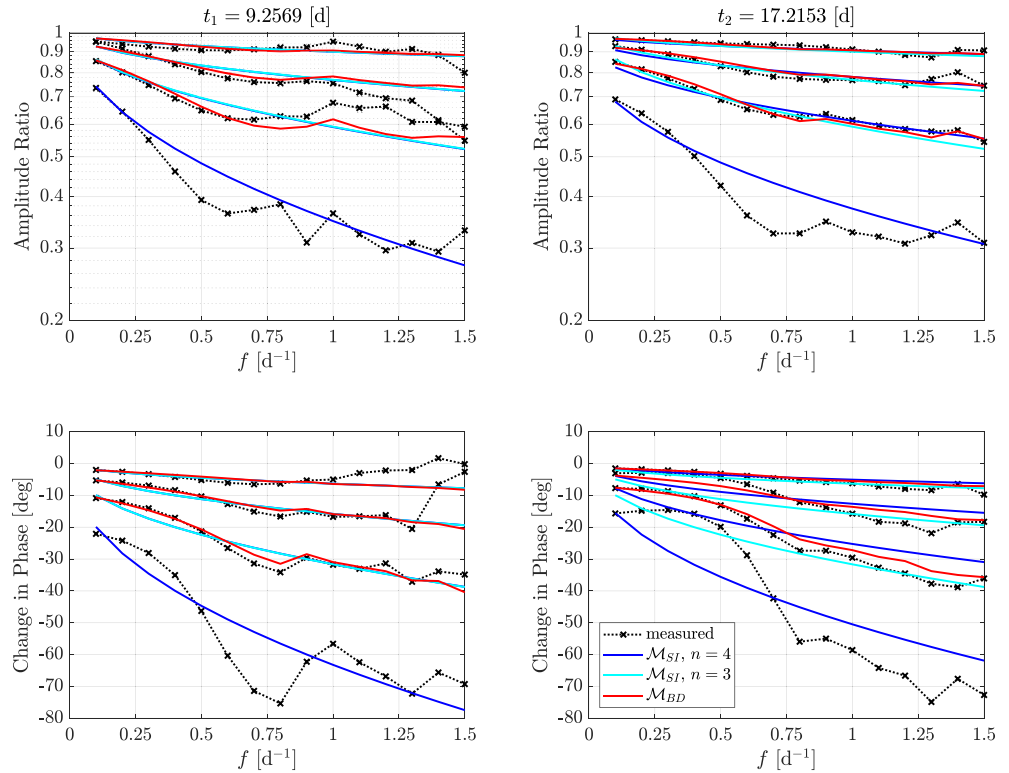 t₁ = 9.2569 [d]
t₂ = 17.2153 [d]
Amplitude Ratio
1
0.9
0.8
0.7
0.6
0.5
0.4
0.3
0.2
0 0.25 0.5 0.75 1 1.25 1.5
f [d⁻¹]
Amplitude Ratio
1
0.9
0.8
0.7
0.6
0.5
0.4
0.3
0.2
0 0.25 0.5 0.75 1 1.25 1.5
f [d⁻¹]
Change in Phase [deg]
10
0
-10
-20
-30
-40
-50
-60
-70
-80
0 0.25 0.5 0.75 1 1.25 1.5
f [d⁻¹]
Change in Phase [deg]
10
0
-10
-20
-30
-40
-50
-60
-70
-80
0 0.25 0.5 0.75 1 1.25 1.5
f [d⁻¹]
measured
ℳ_SI, n = 4
ℳ_SI, n = 3
ℳ_BD